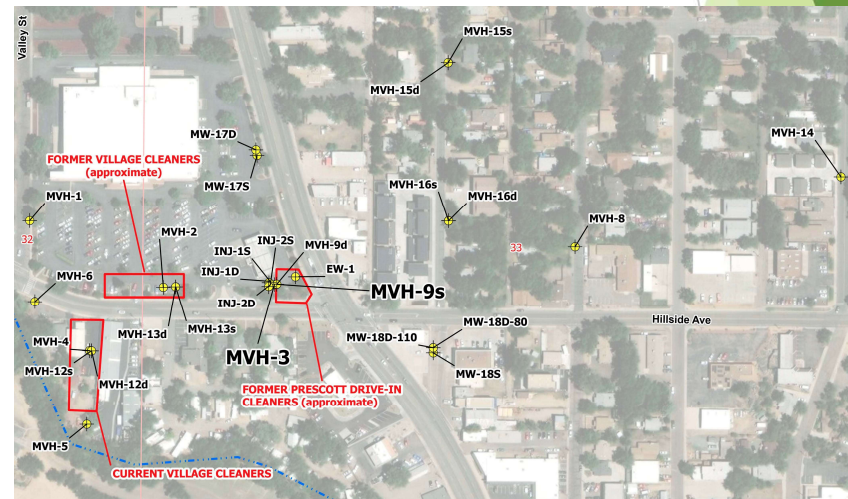 Valley St
MVH-15s
MVH-15d
MW-17D
MVH-14
FORMER VILLAGE CLEANERS
(approximate)
MW-17S
MVH-16s
MVH-16d
MVH-1
32
33
MVH-8
MVH-2
INJ-2S
INJ-1S
MVH-9d
INJ-1D
EW-1
MVH-6
MVH-9s
INJ-2D
Hillside Ave
MVH-13d
MVH-13s
MW-18D-80
MW-18D-110
MVH-4
MVH-3
MVH-12s
MW-18S
MVH-12d
FORMER PRESCOTT DRIVE-IN
CLEANERS (approximate)
MVH-5
CURRENT VILLAGE CLEANERS